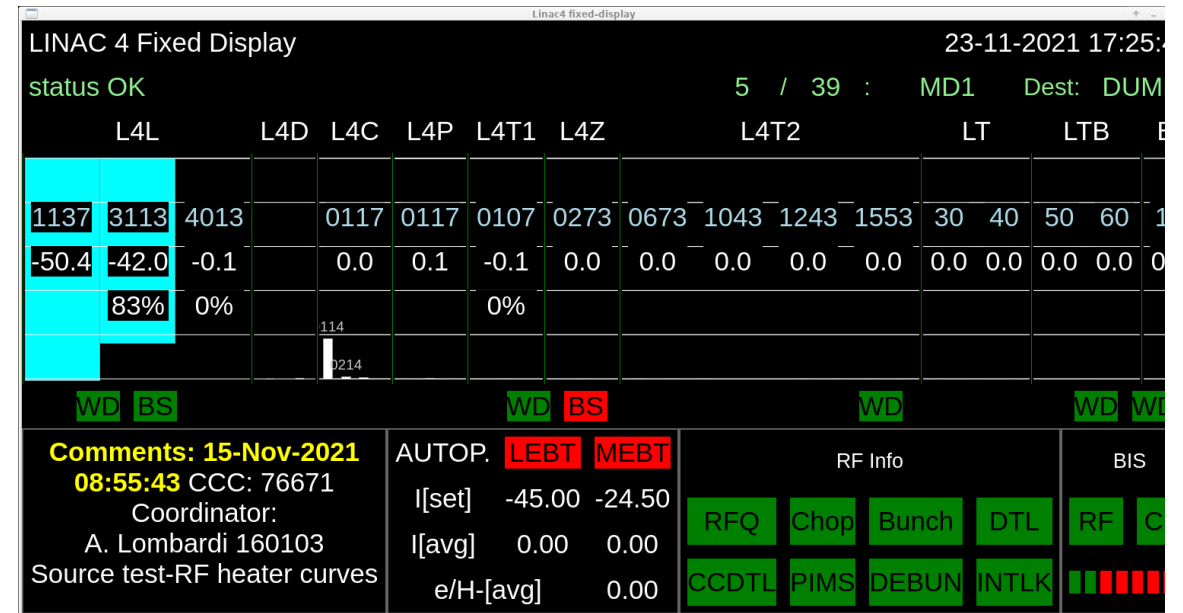 Linac4 fixed-display
LINAC 4 Fixed Display 23-11-2021 17:25:
status OK 5 / 39 : MD1 Dest: DUM
L4L L4D L4C L4P L4T1 L4Z L4T2 LT LTB
1137 3113 4013 0117 0117 0107 0273 0673 1043 1243 1553 30 40 50 60 1
-50.4 -42.0 -0.1 0.0 0.1 -0.1 0.0 0.0 0.0 0.0 0.0 0.0 0.0 0.0 0.0 0
83% 0% 0%
114
0214
WD BS WD BS WD WD WD
Comments: 15-Nov-2021
08:55:43 CCC: 76671
Coordinator:
A. Lombardi 160103
Source test-RF heater curves
AUTOP. LEBT MEBT
I[set] -45.00 -24.50
I[avg] 0.00 0.00
e/H-[avg] 0.00
RF Info
RFQ Chop Bunch DTL
CCDTL PIMS DEBUN INTLK
BIS
RF C